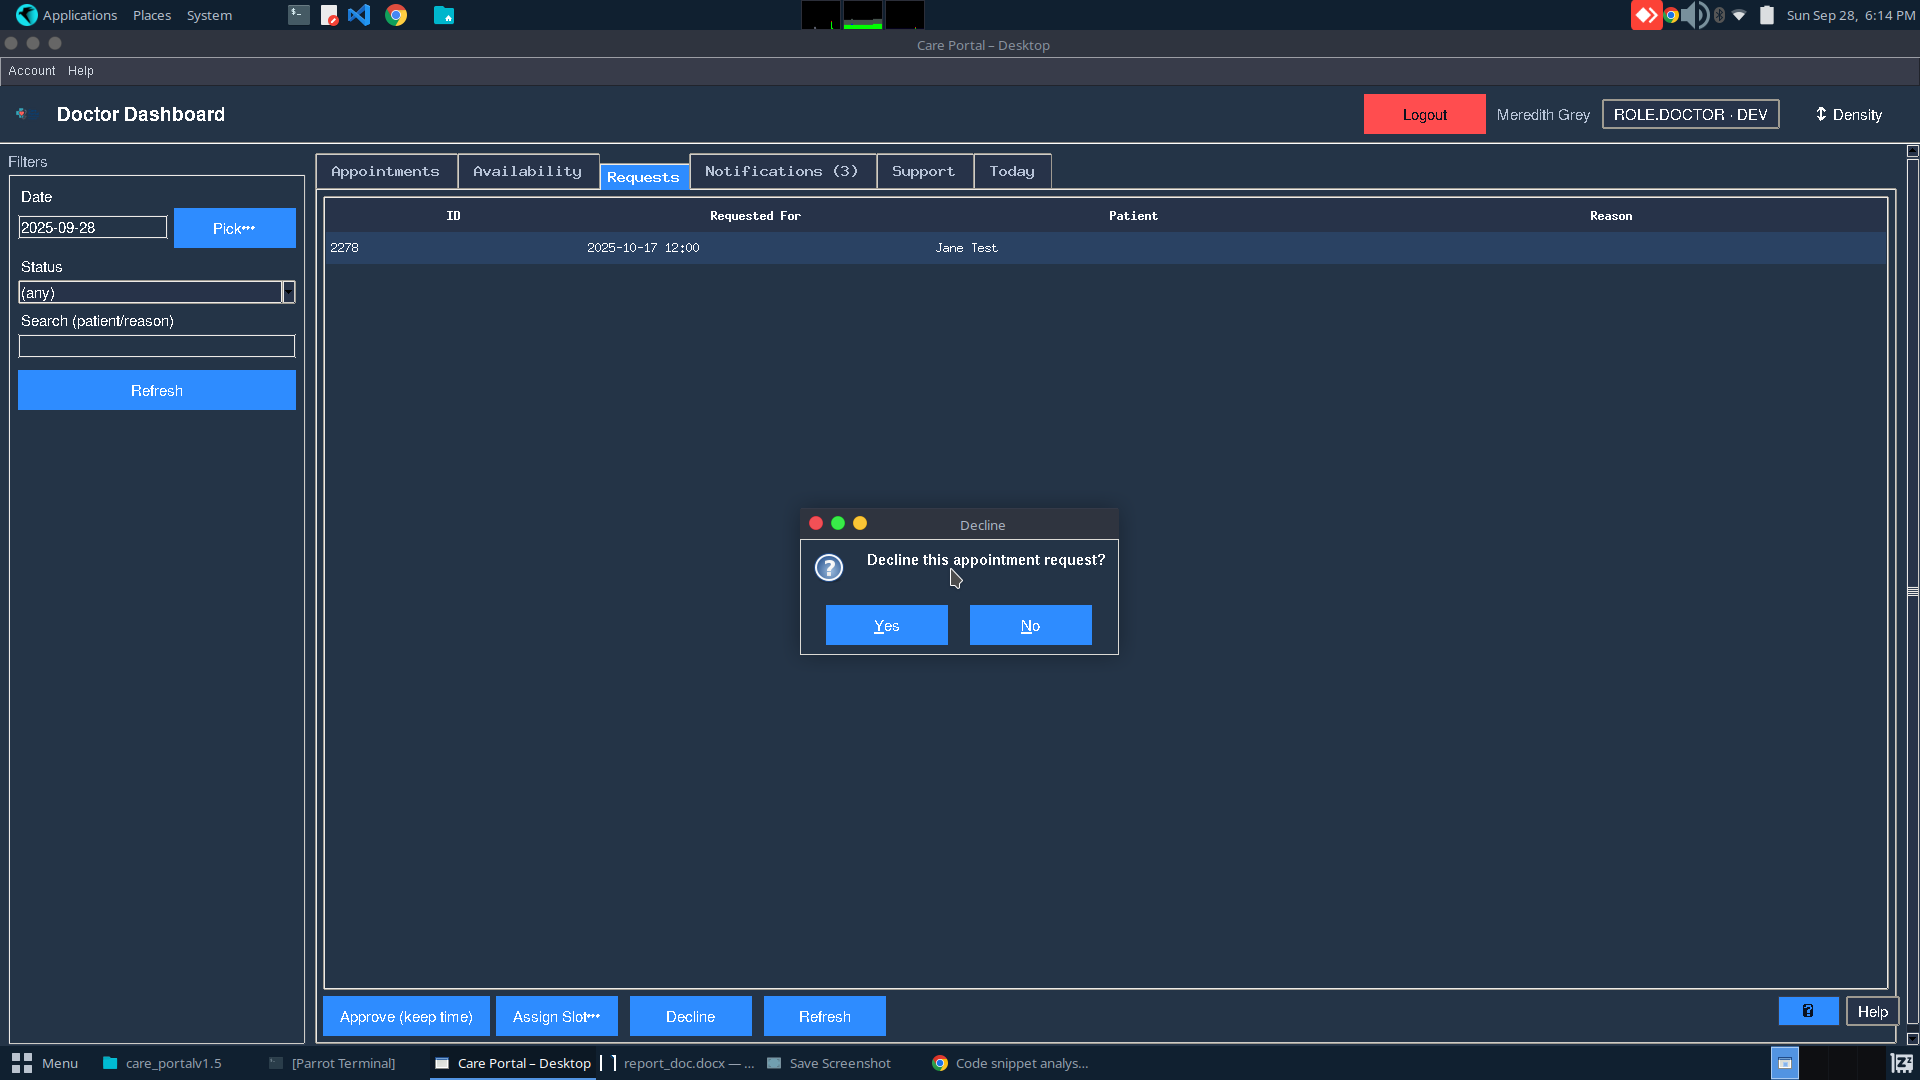 Applications Places System
Sun Sep 28, 6:14 PM
Care Portal – Desktop
Account Help
Doctor Dashboard
Logout Meredith Grey ROLE.DOCTOR · DEV ↕ Density
Filters
Date
2025-09-28 Pick···
Status
(any)
Search (patient/reason)
Refresh
Appointments Availability Requests Notifications (3) Support Today
ID Requested For Patient Reason
2278 2025-10-17 12:00 Jane Test
Decline
Decline this appointment request?
Yes No
Approve (keep time) Assign Slot··· Decline Refresh
Help
Menu care_portalv1.5 [Parrot Terminal] Care Portal – Desktop report_doc.docx — ... Save Screenshot Code snippet analys...